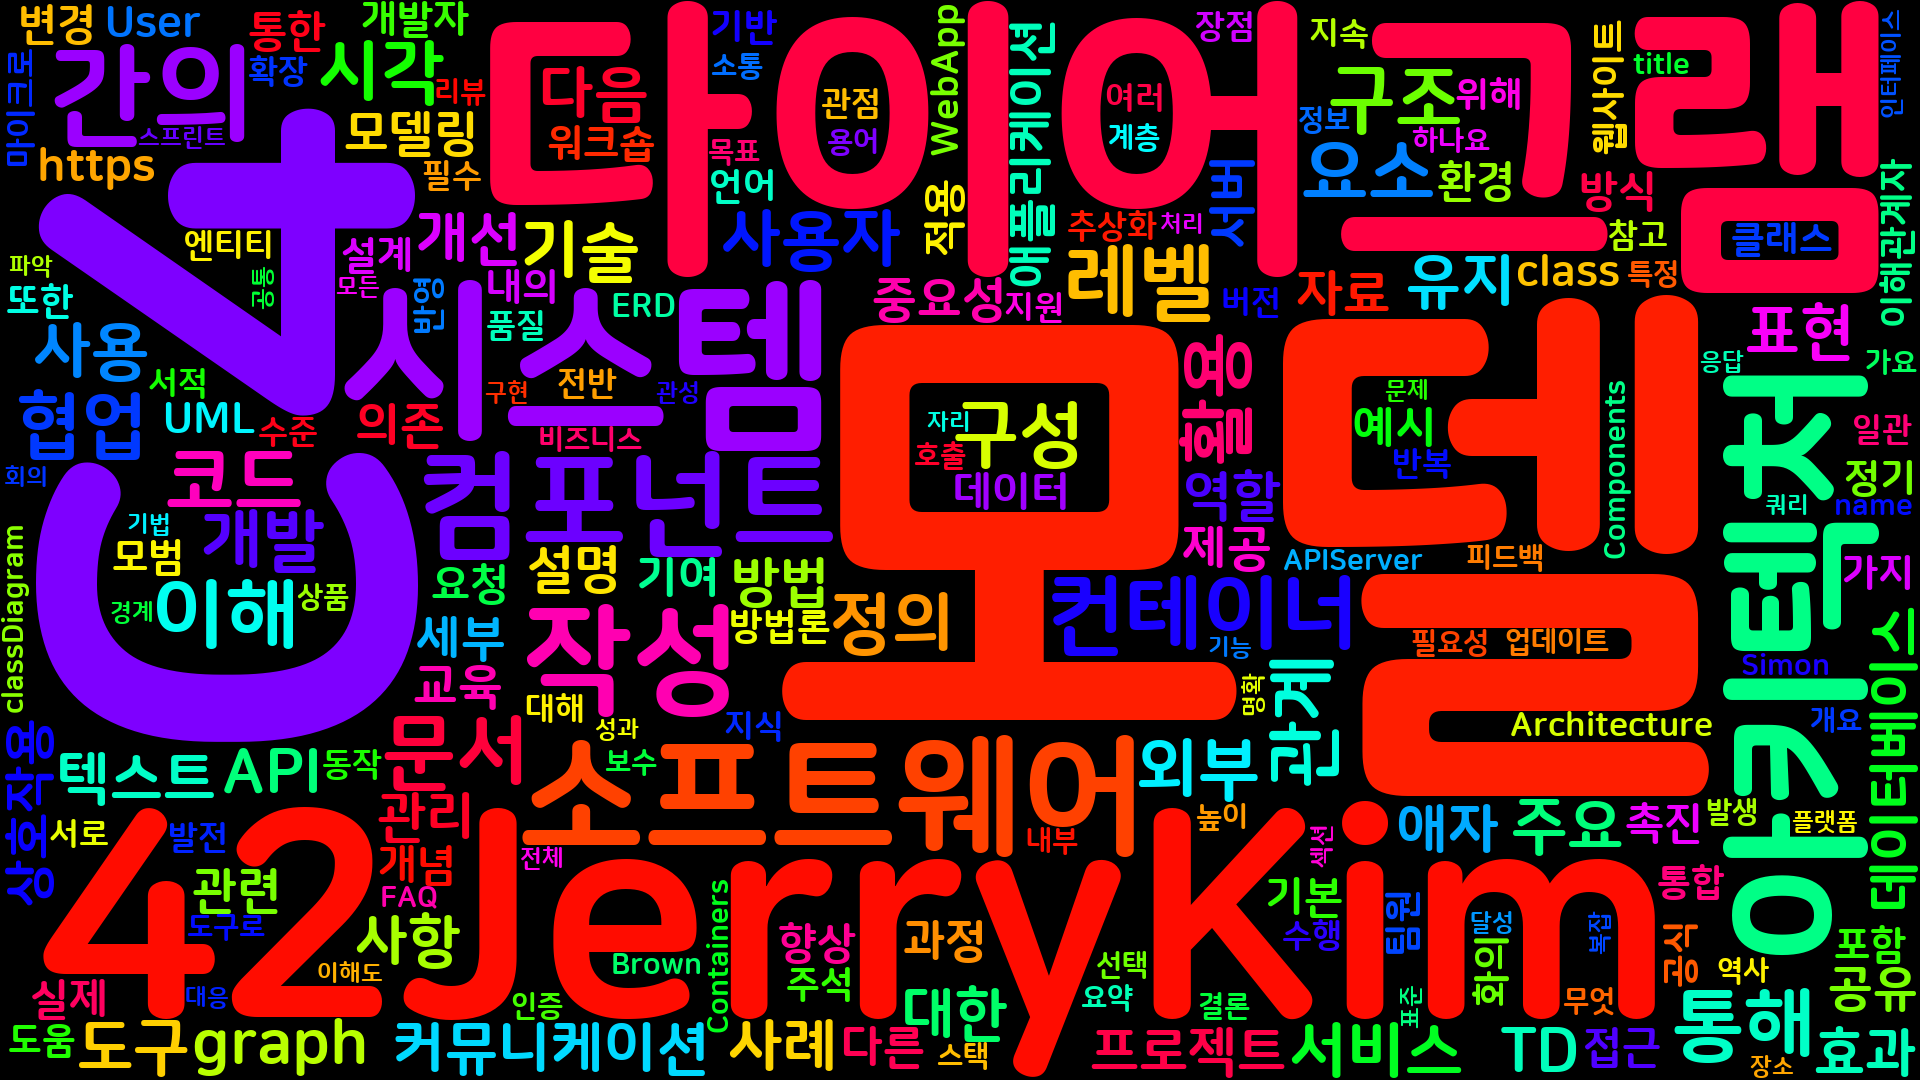 변경
User
통한
개발자
기반
장점
지속
title
인터페이스
마이크로
간의
확장
시각
리뷰
다이어그램
다음
소통
관점
WebApp
애플리케이션
여러
구조
위해
웹사이트
스프린트
모델링
워크숍
목표
용어
계층
정보
하나요
https
필수
언어
요소
환경
방식
이해관계자
C4
엔티티
설계
개선
기술
사용자
적용
추상화
처리
서버
참고
클래스
파악
공통
모든
내의
레벨
유지
class
특정
또한
반영
시스템
품질
ERD
중요성
지원
버전
자료
표현
사용
서적
구현
전반
관성
모델
활용
문제
응답
가요
협업
UML
수준
의존
비즈니스
자리
구성
호출
예시
반복
Components
아키텍처
일관
회의
코드
컴포넌트
데이터
역할
정기
쿼리
name
classDiagram
기법
모범
개발
설명
기여
방법
제공
APIServer
피드백
가지
경계
이해
상품
요청
방법론
정의
컨테이너
세부
작성
기능
필요성
업데이트
Simon
데이터베이스
교육
대해
성과
지식
명확
관계
Architecture
개요
상호작용
텍스트
API
동작
문서
보수
소프트웨어
외부
서로
발전
관리
내부
높이
애자
주요
촉진
발생
플랫폼
42JerryKim
개념
전체
섹션
관련
FAQ
Containers
기본
통합
도구로
사항
향상
과정
수행
팀원
달성
복잡
포함
실제
대응
이해도
Brown
주석
선택
회의
공식
역사
공유
인증
대한
요약
결론
표준
무엇
도움
도구
graph
커뮤니케이션
사례
다른
스택
프로젝트
서비스
TD
접근
통해
장소
효과